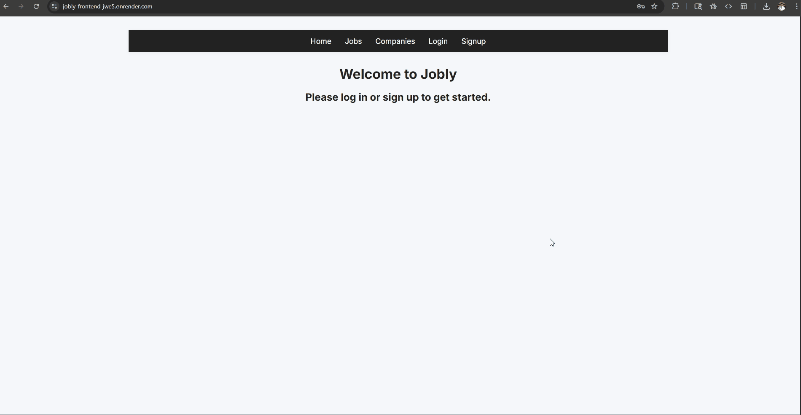 jobly-frontend-jwc5.onrender.com
Home Jobs Companies Login Signup
Welcome to Jobly
Please log in or sign up to get started.